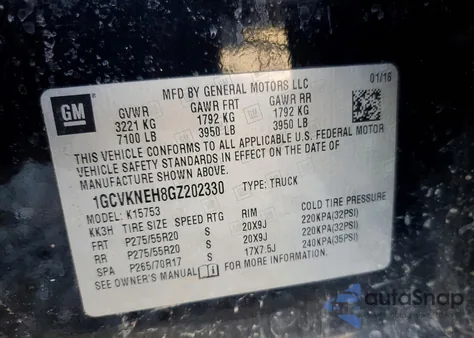 GM
MFD BY GENERAL MOTORS LLC
01/16
GVWR GAWR FRT GAWR RR
3221 KG 1792 KG 1792 KG
7100 LB 3950 LB 3950 LB
THIS VEHICLE CONFORMS TO ALL APPLICABLE U.S. FEDERAL MOTOR
VEHICLE SAFETY STANDARDS IN EFFECT ON THE DATE OF
MANUFACTURE SHOWN ABOVE.
1GCVKNEH8GZ202330 TYPE: TRUCK
MODEL: K15753
KK3H TIRE SIZE SPEED RTG RIM COLD TIRE PRESSURE
FRT P275/55R20 S 20X9J 220KPA(32PSI)
RR P275/55R20 S 20X9J 220KPA(32PSI)
SPA P265/70R17 S 17X7.5J 240KPA(35PSI)
SEE OWNER'S MANUAL FOR ADDITIONAL INFORMATION.
autoSnap